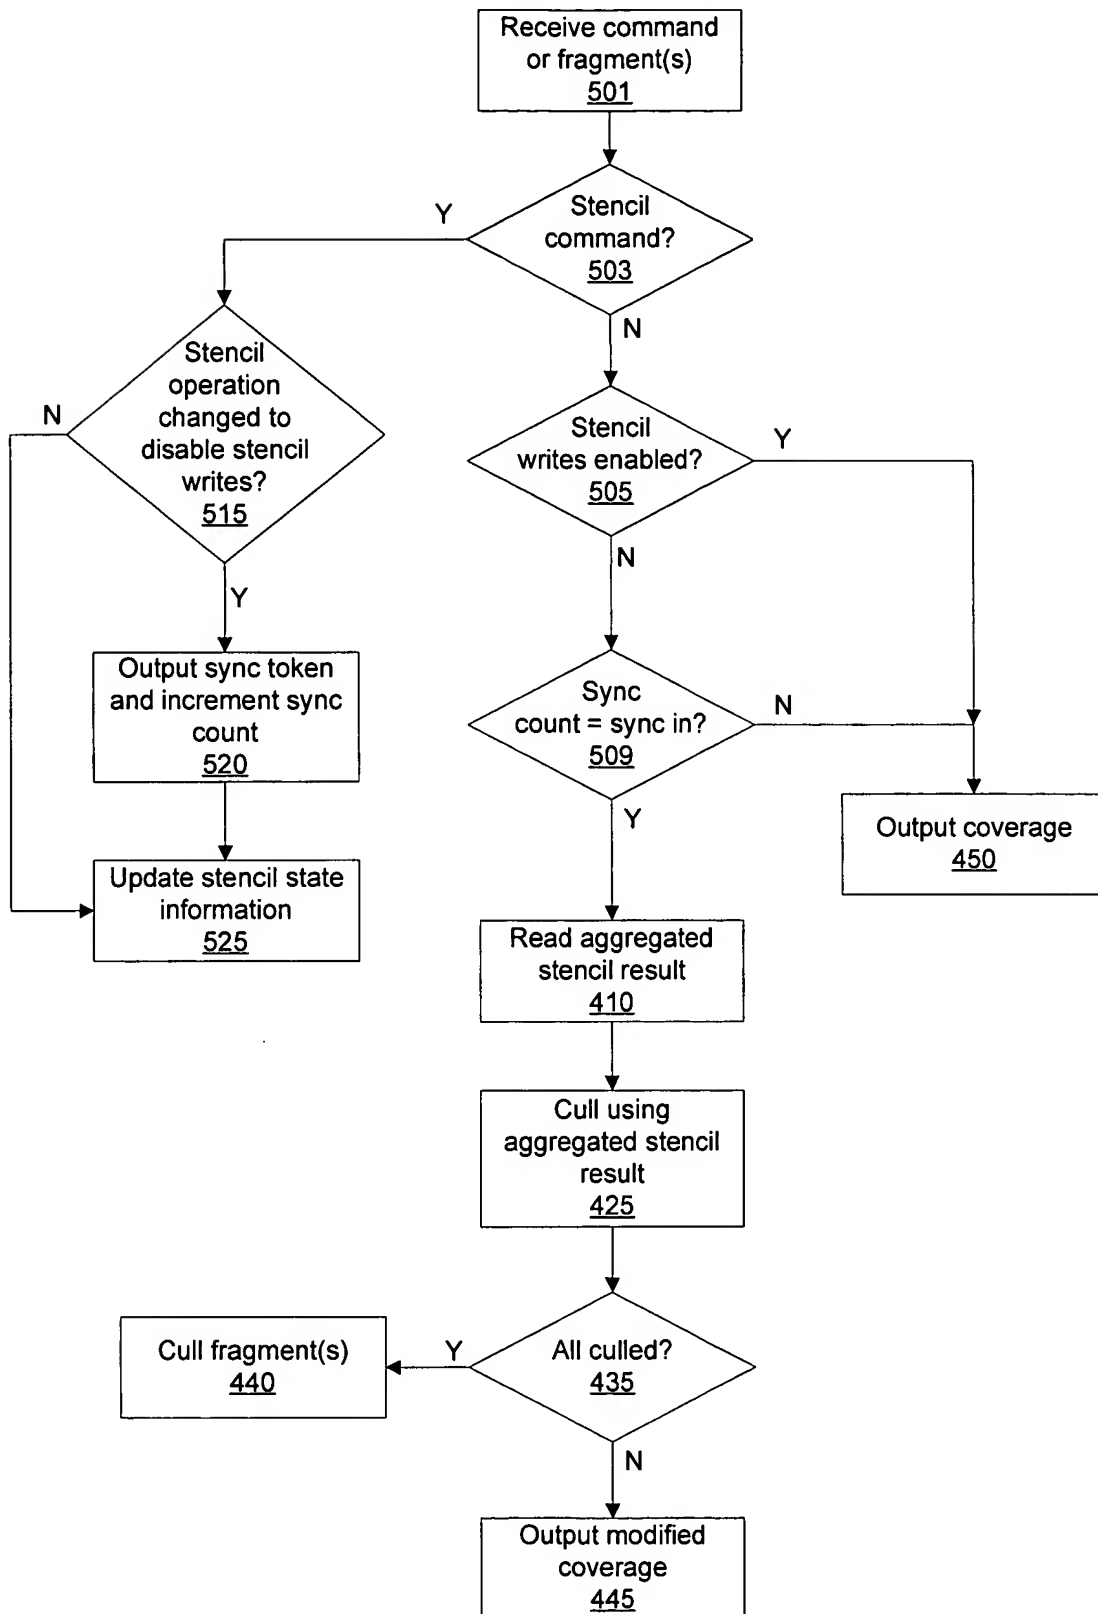 Receive command
or fragment(s)
501
Y
Stencil
command?
503
N
Stencil
operation
changed to
disable stencil
writes?
515
N
Y
Stencil
writes enabled?
505
Y
N
Output sync token
and increment sync
count
520
Sync
count = sync in?
509
N
Y
Output coverage
450
Update stencil state
information
525
Read aggregated
stencil result
410
Cull using
aggregated stencil
result
425
All culled?
435
Y
N
Cull fragment(s)
440
Output modified
coverage
445